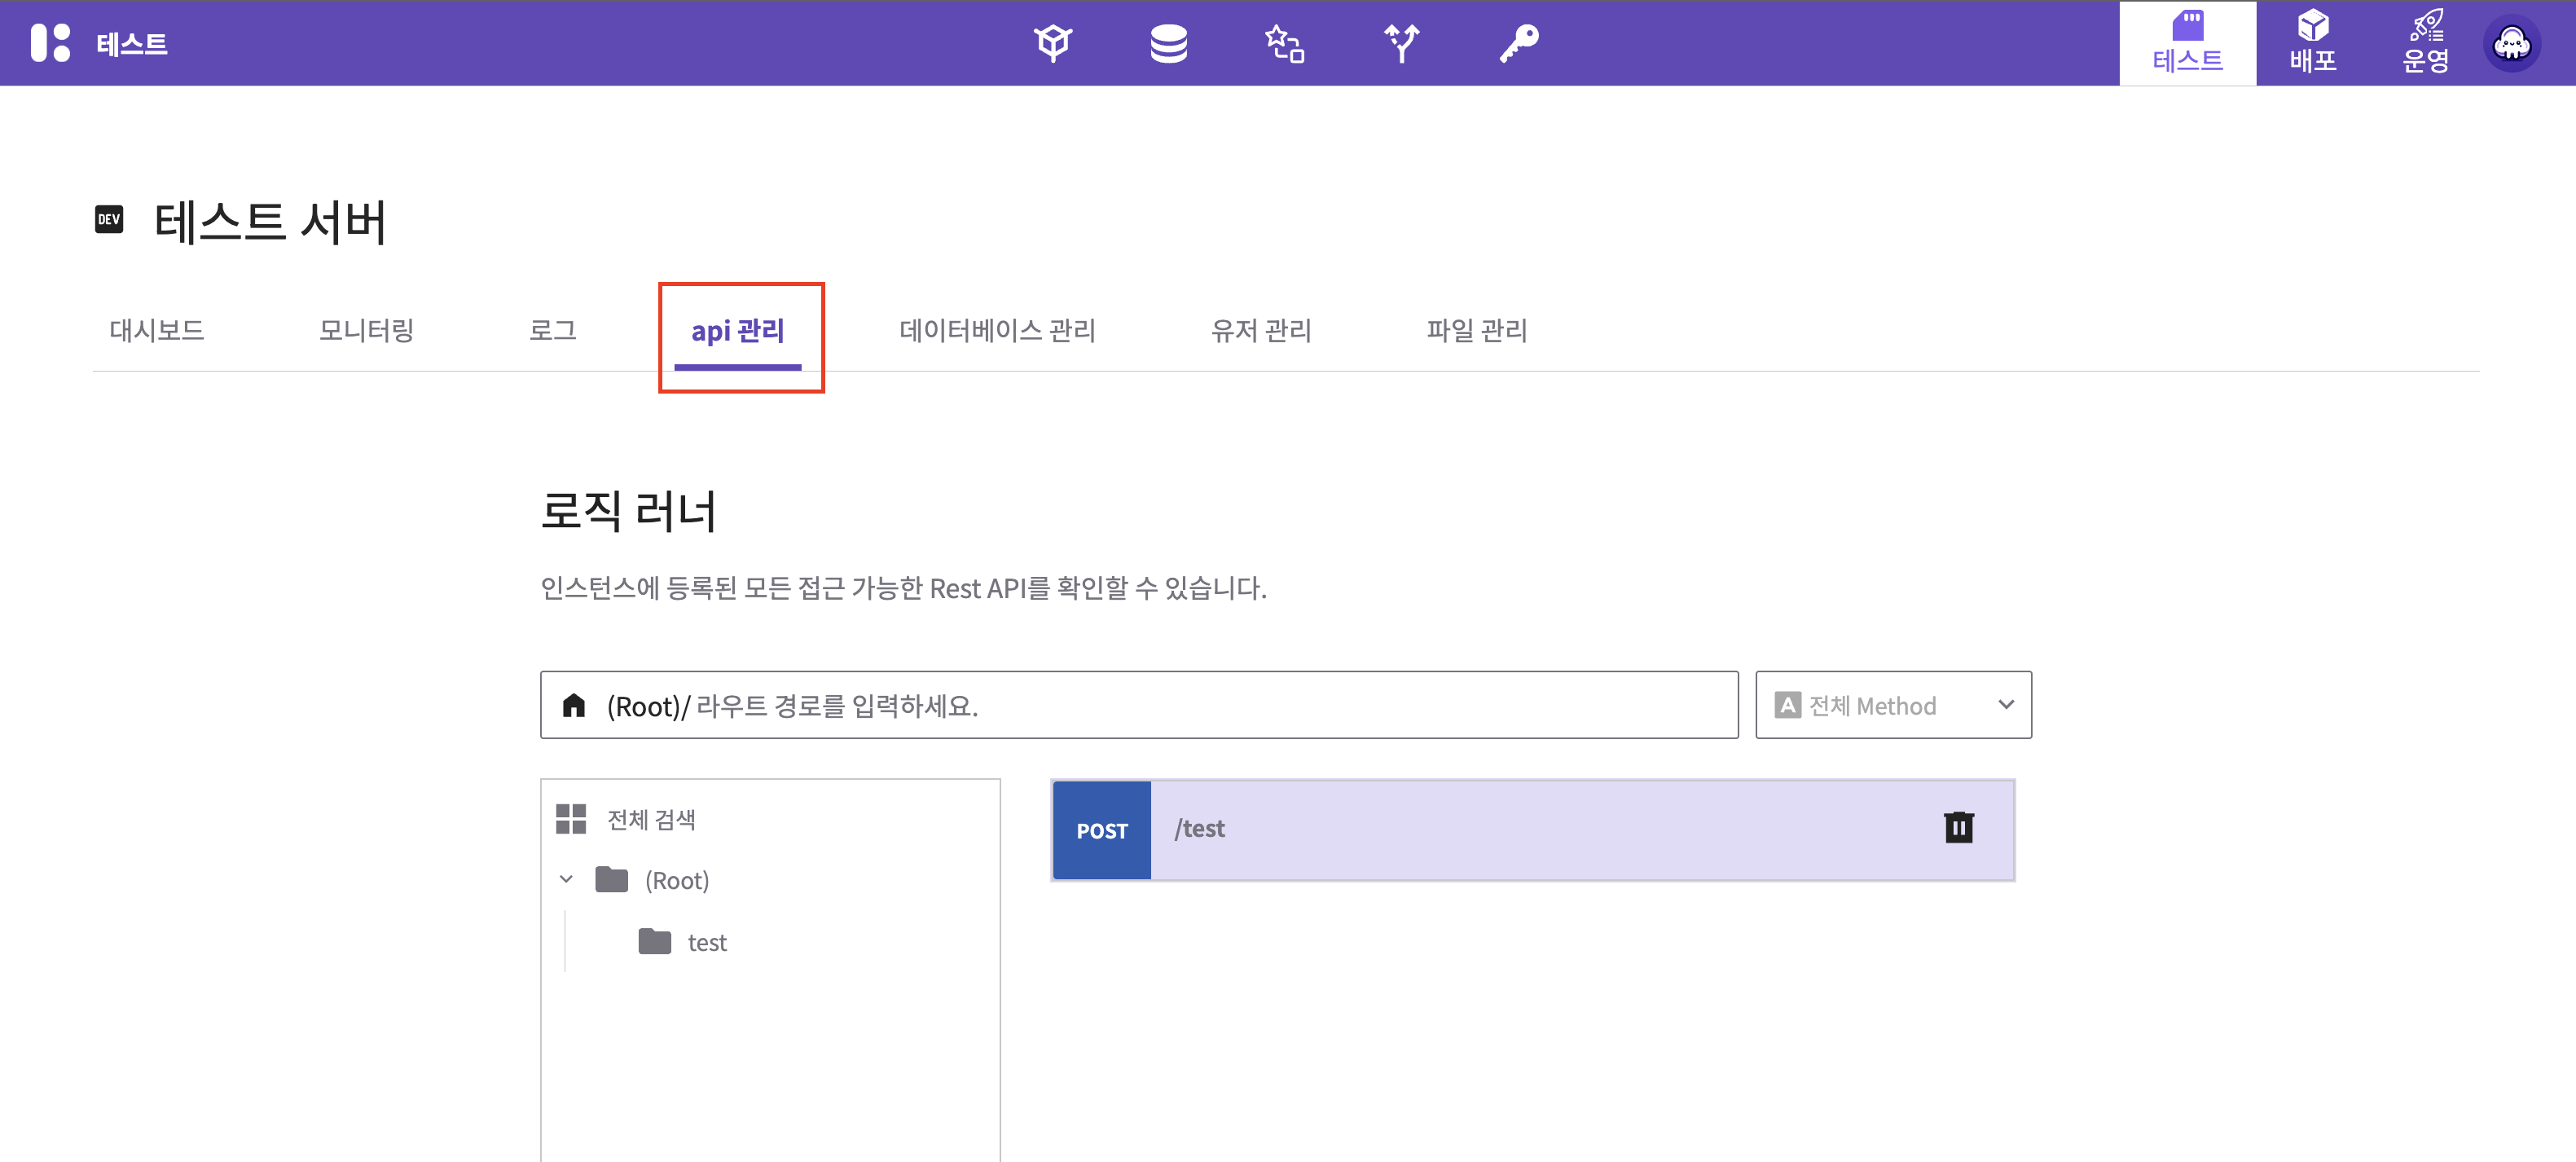 테스트
테스트
배포
운영
DEV
테스트 서버
대시보드
모니터링
로그
api 관리
데이터베이스 관리
유저 관리
파일 관리
로직 러너
인스턴스에 등록된 모든 접근 가능한 Rest API를 확인할 수 있습니다.
(Root)/ 라우트 경로를 입력하세요.
A 전체 Method
전체 검색
POST /test
(Root)
test